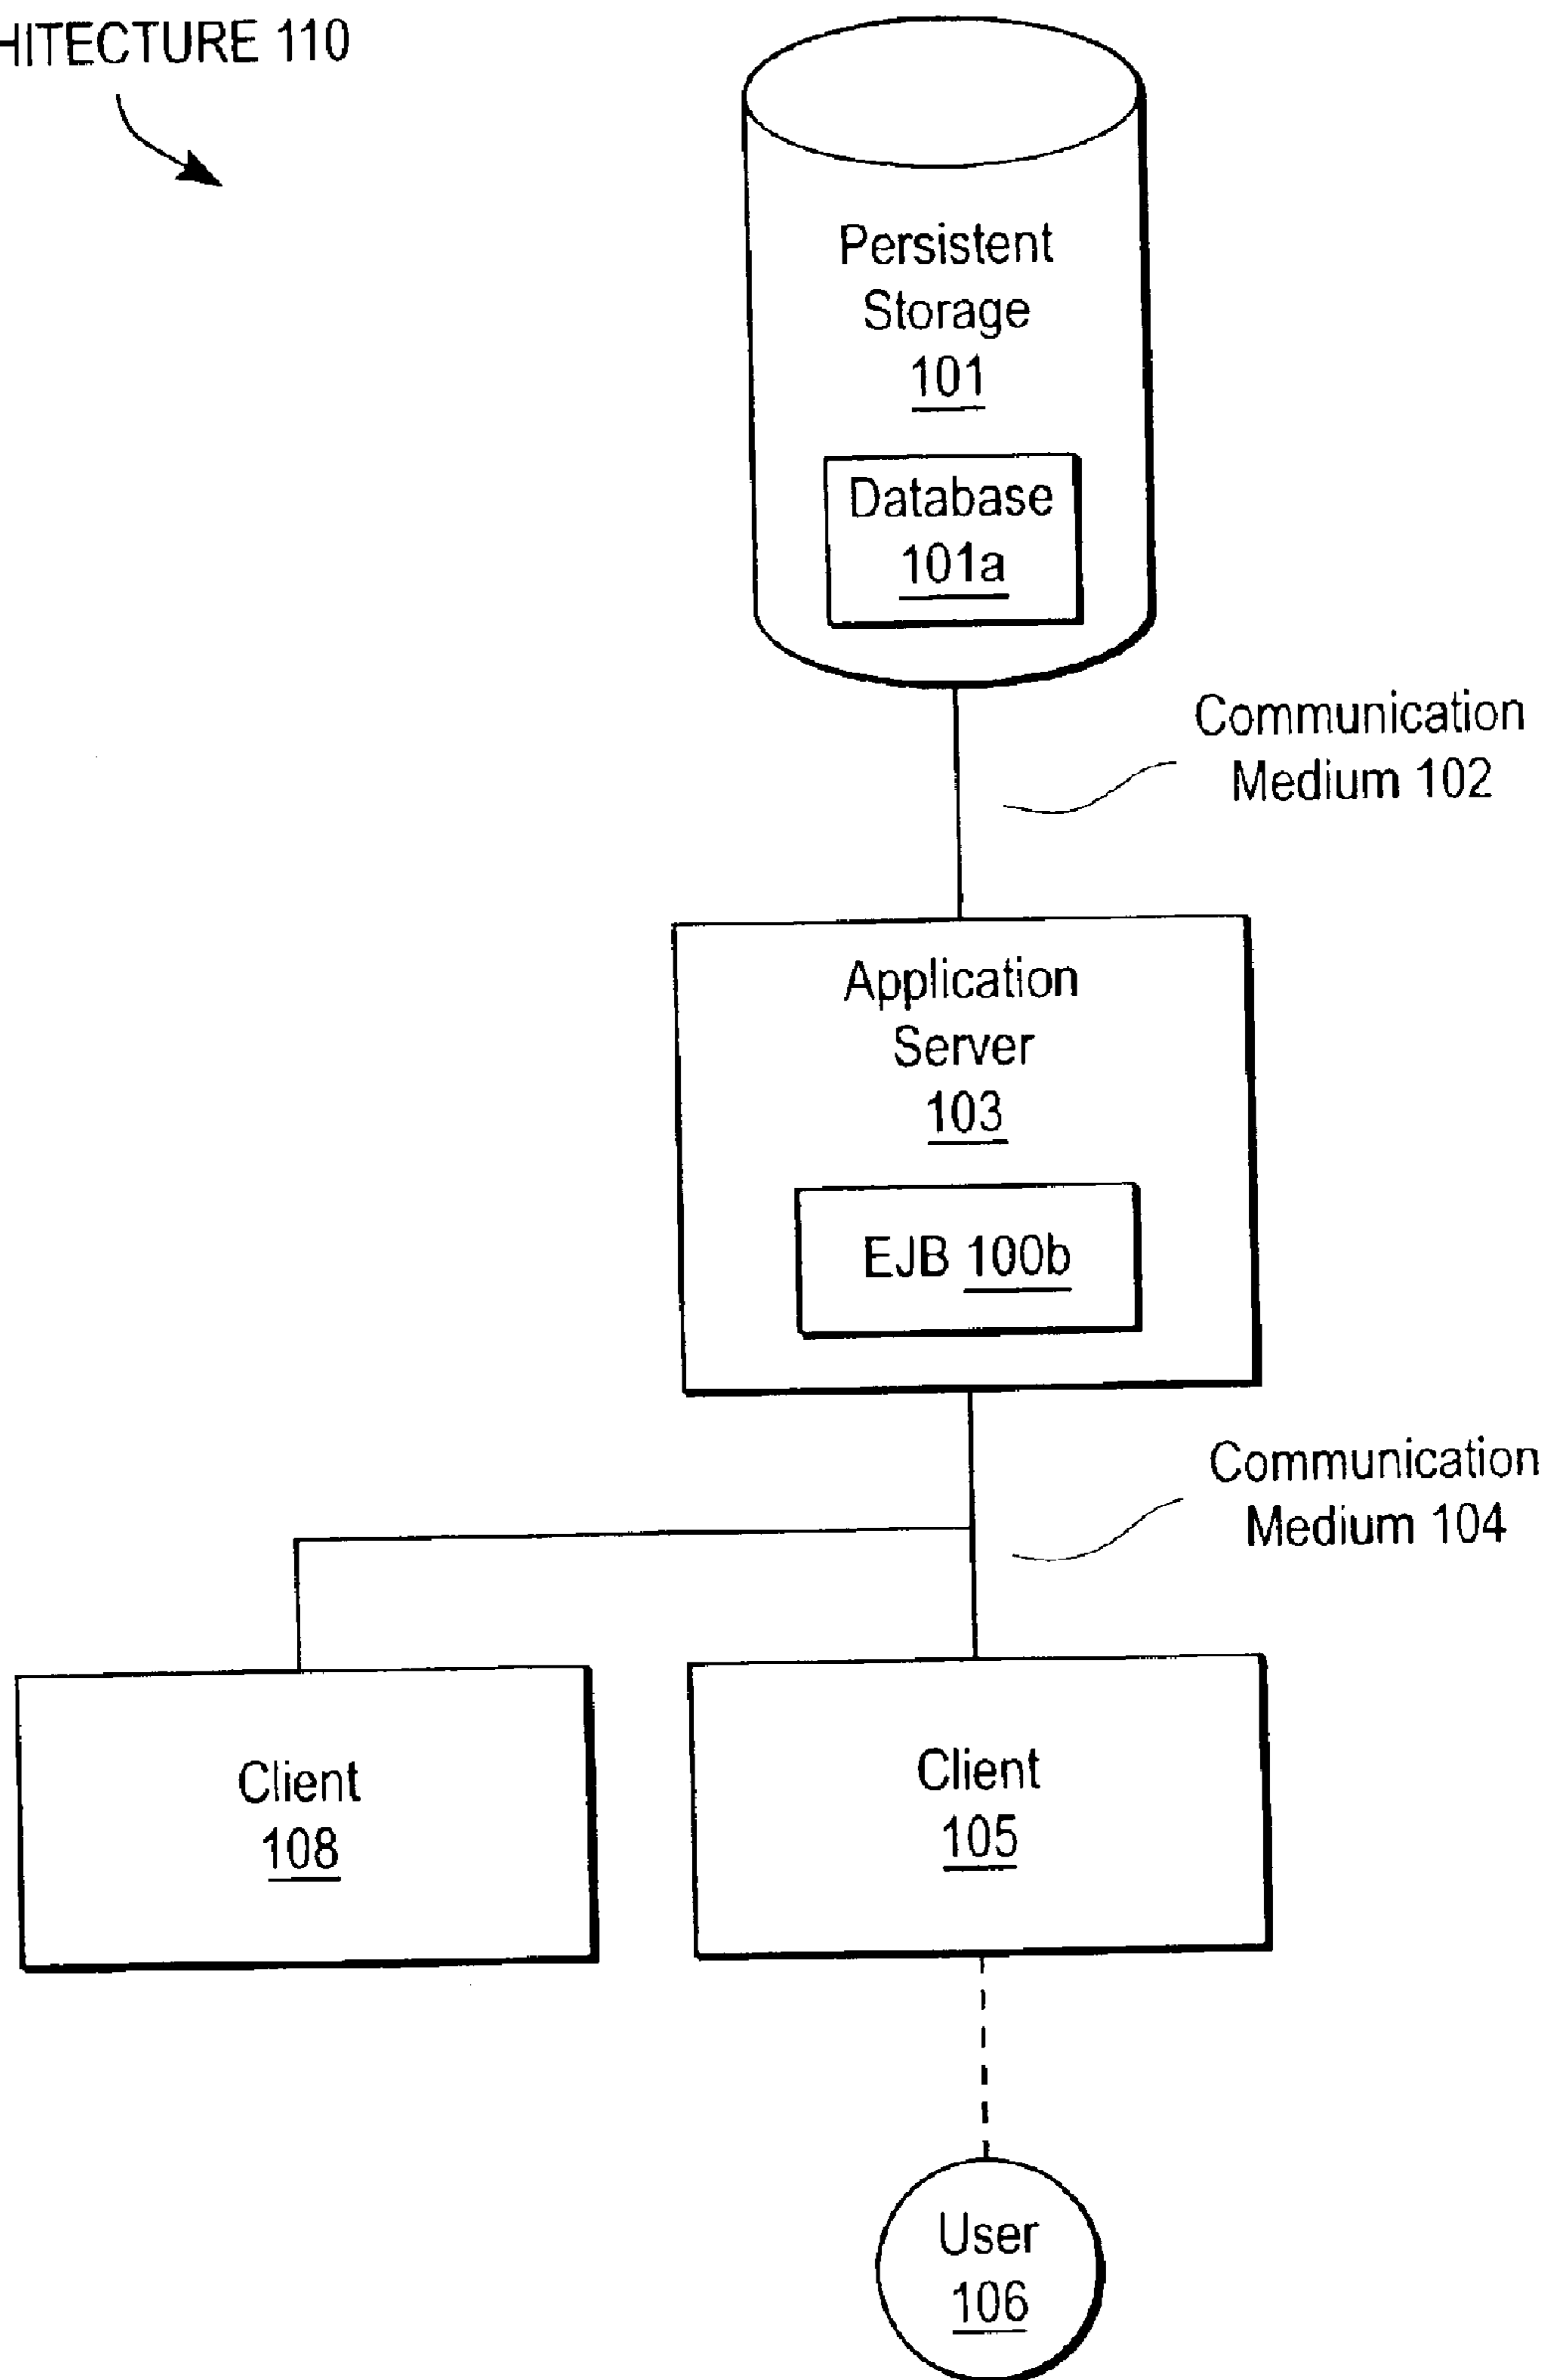 HITECTURE 110
Persistent
Storage
101
Database
101a
Communication
Medium 102
Application
Server
103
EJB 100b
Communication
Medium 104
Client
108
Client
105
User
106